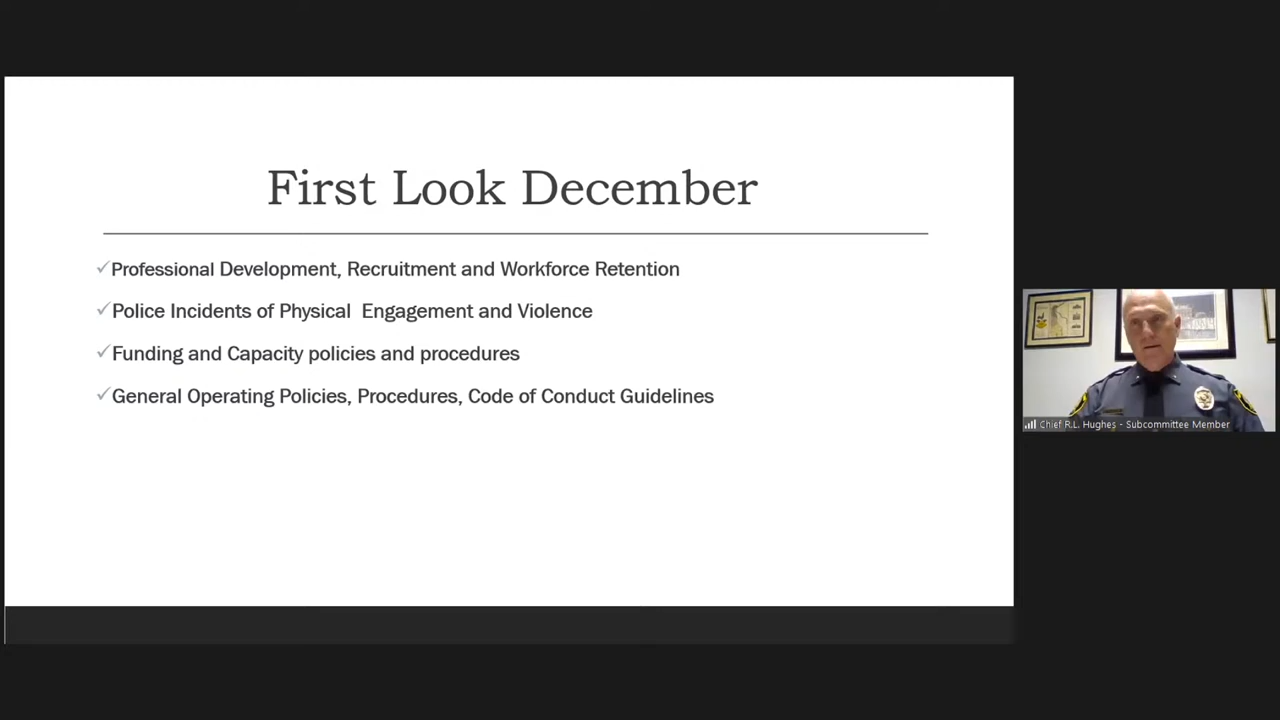 First Look December
✓Professional Development, Recruitment and Workforce Retention
✓Police Incidents of Physical  Engagement and Violence
✓Funding and Capacity policies and procedures
✓General Operating Policies, Procedures, Code of Conduct Guidelines
Chief R.L. Hughes - Subcommittee Member